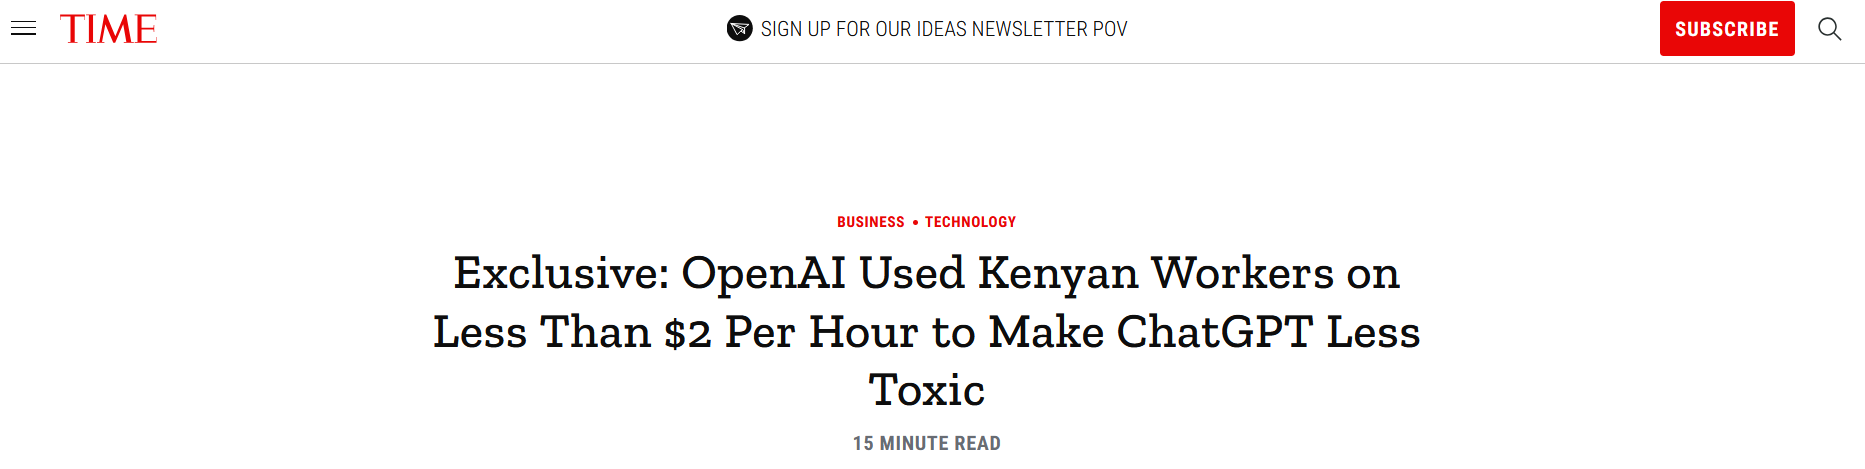 TIME
SIGN UP FOR OUR IDEAS NEWSLETTER POV
SUBSCRIBE
BUSINESS • TECHNOLOGY
Exclusive: OpenAI Used Kenyan Workers on
Less Than $2 Per Hour to Make ChatGPT Less
Toxic
15 MINUTE READ